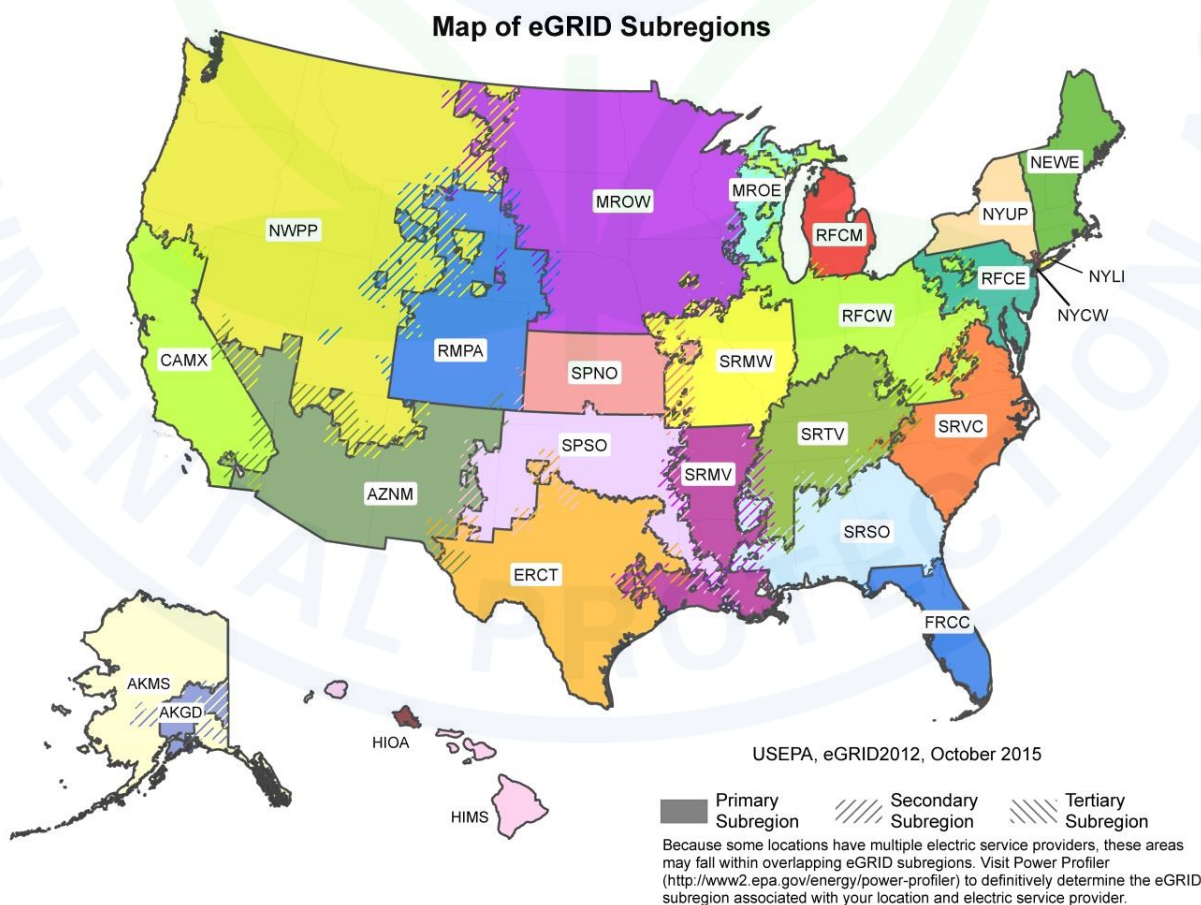 Map of eGRID Subregions
NEWE
MROE
NYUP
MROW
NWPP
RFCM
RFCE
NYLI
NYCW
RFCW
CAMX
RMPA
SRMW
SPNO
SRTV
SRVC
SPSO
SRMV
AZNM
SRSO
ERCT
FRCC
AKMS
AKGD
HIOA
HIMS
USEPA, eGRID2012, October 2015
Primary
Subregion
Secondary
Subregion
Tertiary
Subregion
Because some locations have multiple electric service providers, these areas
may fall within overlapping eGRID subregions. Visit Power Profiler
(http://www2.epa.gov/energy/power-profiler) to definitively determine the eGRID
subregion associated with your location and electric service provider.
NMENTAL PROTECTION